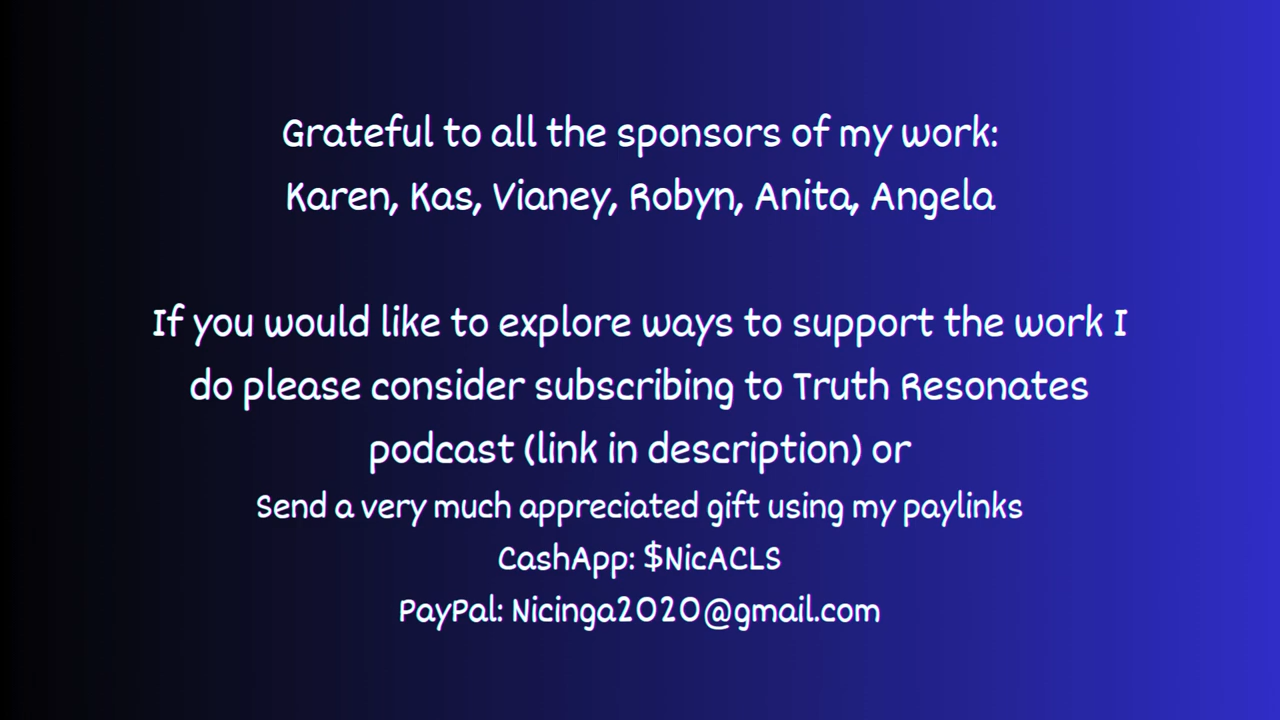 Grateful to all the sponsors of my work:
Karen, Kas, Vianey, Robyn, Anita, Angela
If you would like to explore ways to support the work I
do please consider subscribing to Truth Resonates
podcast (link in description) or
Send a very much appreciated gift using my paylinks
CashApp: $NicACLS
PayPal: Nicinga2020@gmail.com